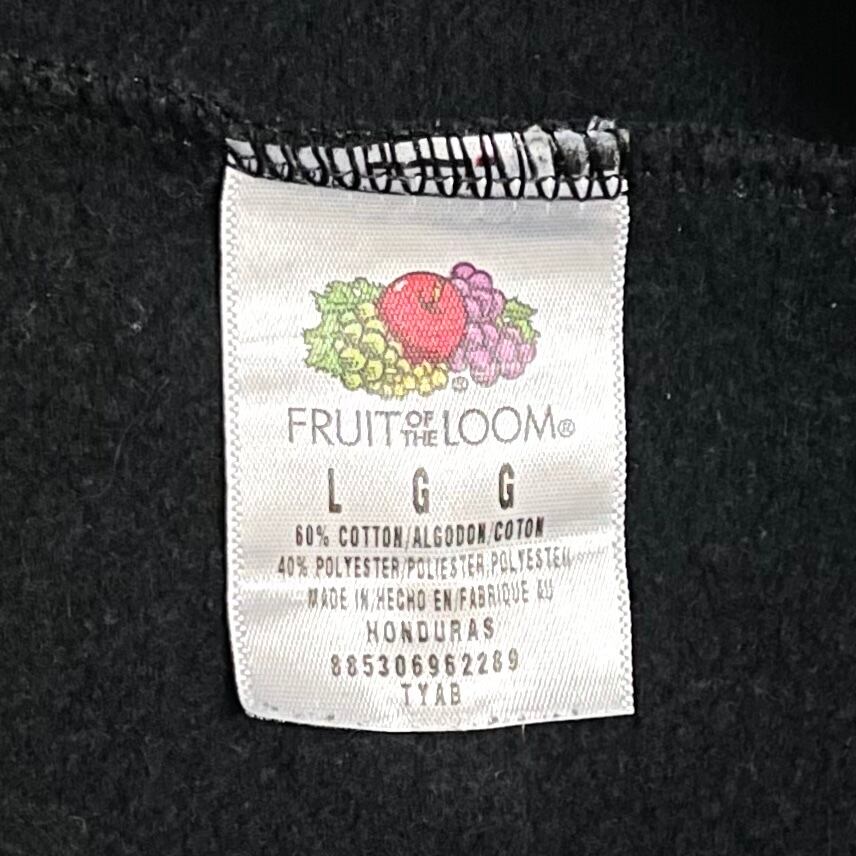 FRUIT OF THE LOOM®
L G G
60% COTTON/ALGODON/COTON
40% POLYESTER/POLIESTER/POLYESTER
MADE IN/HECHO EN/FABRIQUE AU
HONDURAS
885306962289
TYAB